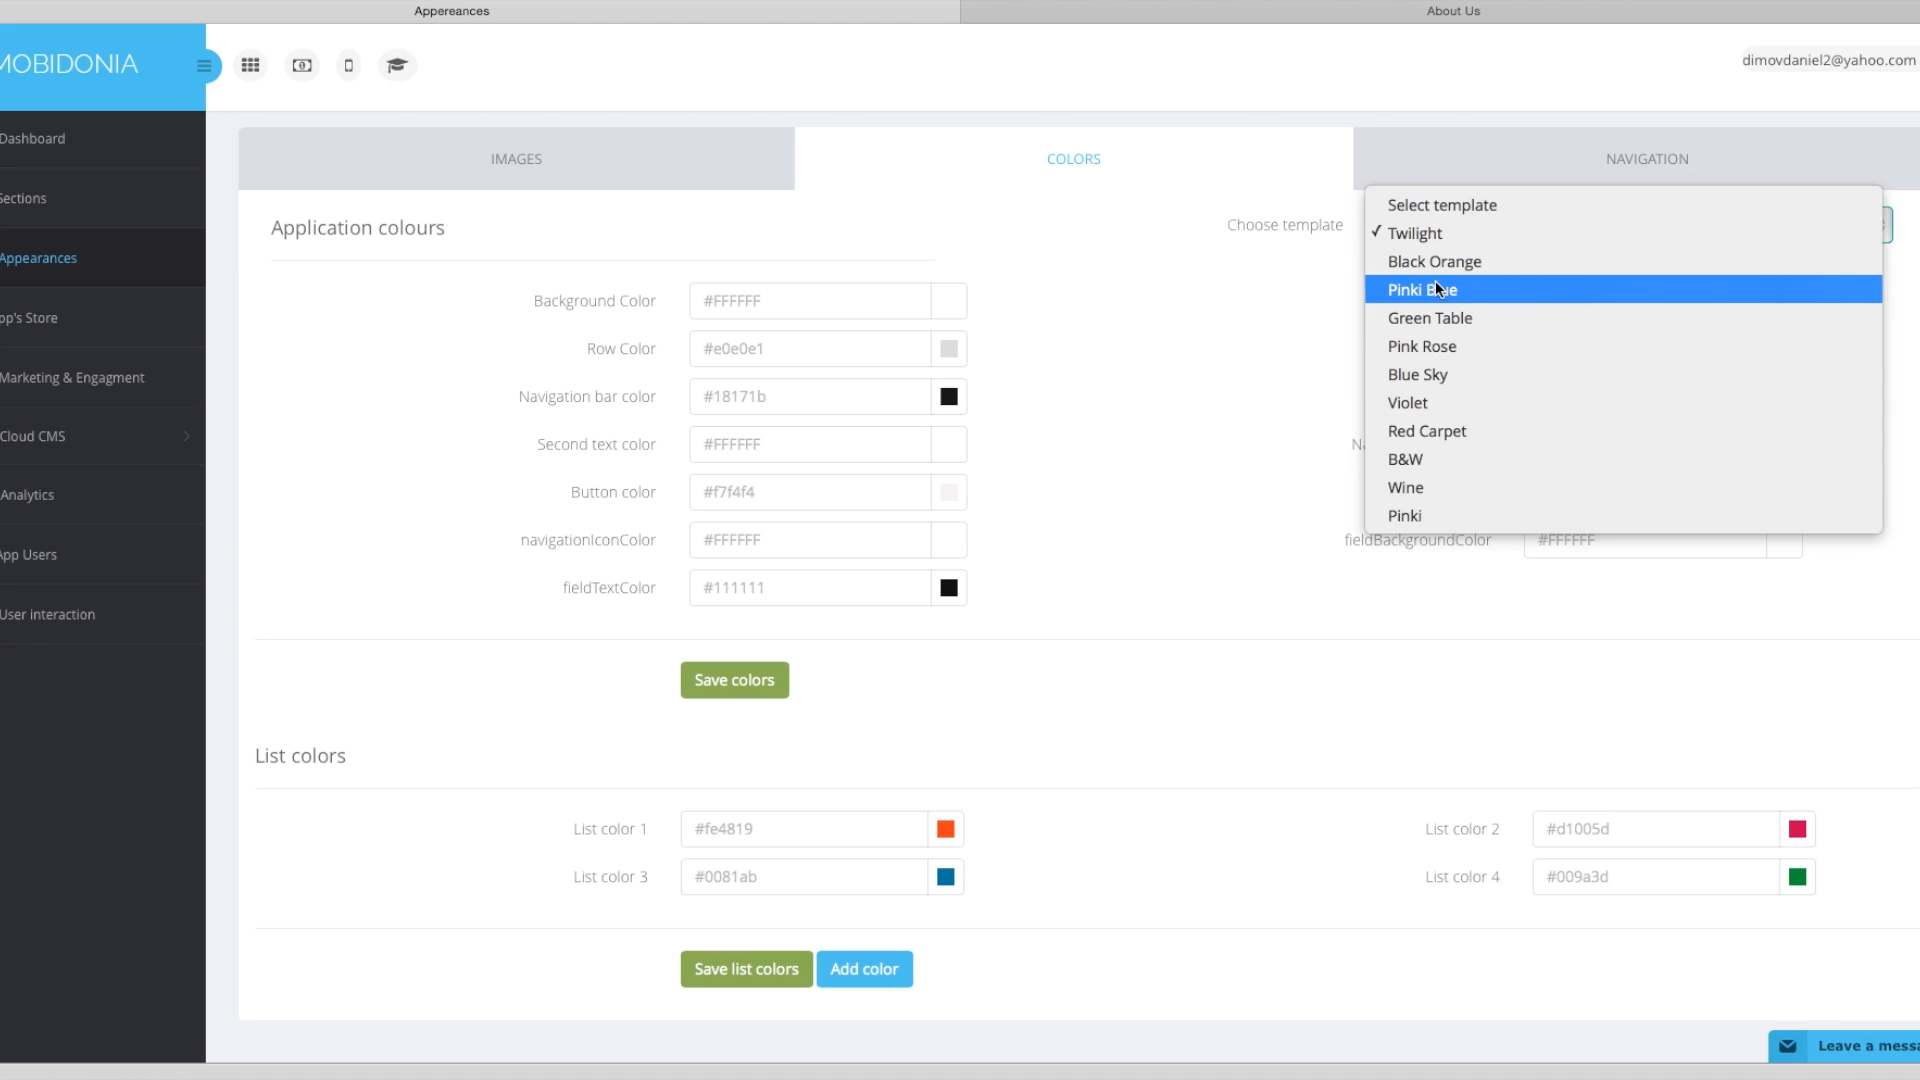 Appereances
About Us
MOBIDONIA
dimovdaniel2@yahoo.com
Dashboard
Sections
Appearances
pp's Store
Marketing & Engagment
Cloud CMS
Analytics
App Users
User interaction
IMAGES
COLORS
NAVIGATION
Application colours
Choose template
Select template
✓ Twilight
Black Orange
Pinki Blue
Green Table
Pink Rose
Blue Sky
Violet
Red Carpet
B&W
Wine
Pinki
Background Color #FFFFFF
Row Color #e0e0e1
Navigation bar color #18171b
Second text color #FFFFFF
Na
Button color #f7f4f4
navigationIconColor #FFFFFF
fieldBackgroundColor #FFFFFF
fieldTextColor #111111
Save colors
List colors
List color 1 #fe4819
List color 2 #d1005d
List color 3 #0081ab
List color 4 #009a3d
Save list colors
Add color
Leave a messa